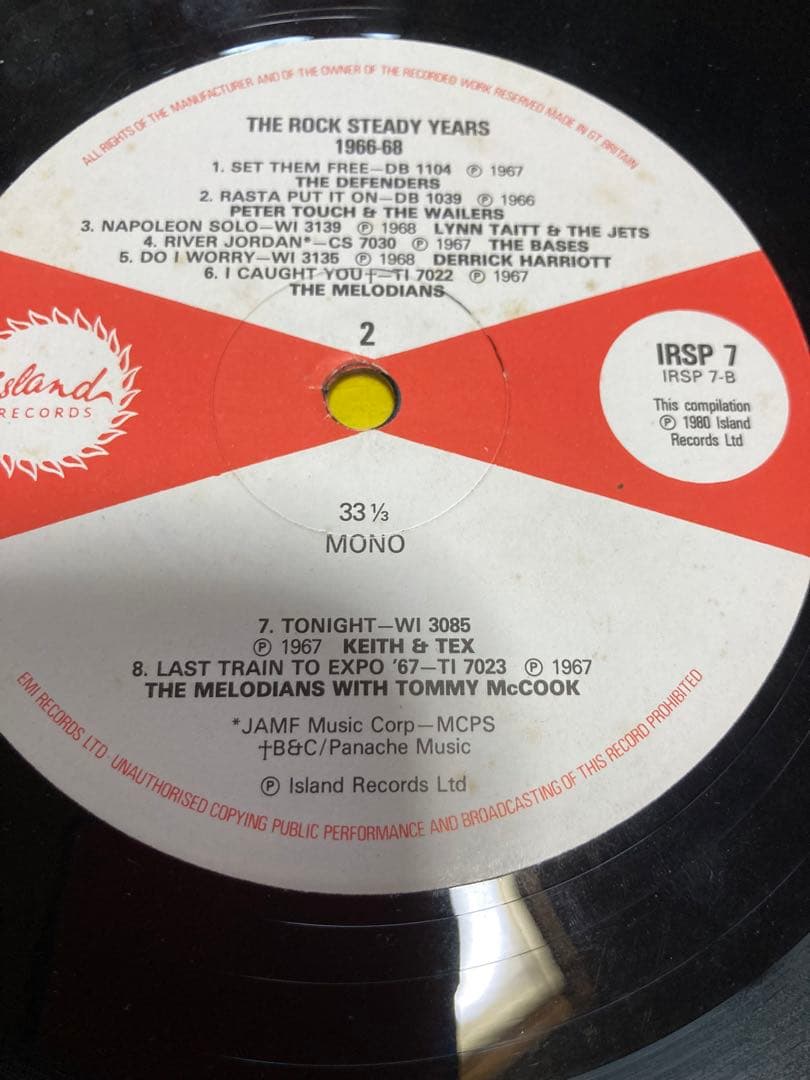 ALL RIGHTS OF THE MANUFACTURER AND OF THE OWNER OF THE RECORDED WORK RESERVED MADE IN GT BRITAIN
THE ROCK STEADY YEARS
1966-68
1. SET THEM FREE—DB 1104 ℗ 1967
THE DEFENDERS
2. RASTA PUT IT ON—DB 1039 ℗ 1966
PETER TOUCH & THE WAILERS
3. NAPOLEON SOLO—WI 3139 ℗ 1968 LYNN TAITT & THE JETS
4. RIVER JORDAN*—CS 7030 ℗ 1967 THE BASES
5. DO I WORRY—WI 3135 ℗ 1968 DERRICK HARRIOTT
6. I CAUGHT YOU†—TI 7022 ℗ 1967
THE MELODIANS
2
Island
RECORDS
IRSP 7
IRSP 7-B
This compilation
℗ 1980 Island
Records Ltd
33 ⅓
MONO
7. TONIGHT—WI 3085
℗ 1967 KEITH & TEX
8. LAST TRAIN TO EXPO '67—TI 7023 ℗ 1967
THE MELODIANS WITH TOMMY McCOOK
*JAMF Music Corp—MCPS
†B&C/Panache Music
℗ Island Records Ltd
EMI RECORDS LTD · UNAUTHORISED COPYING PUBLIC PERFORMANCE AND BROADCASTING OF THIS RECORD PROHIBITED